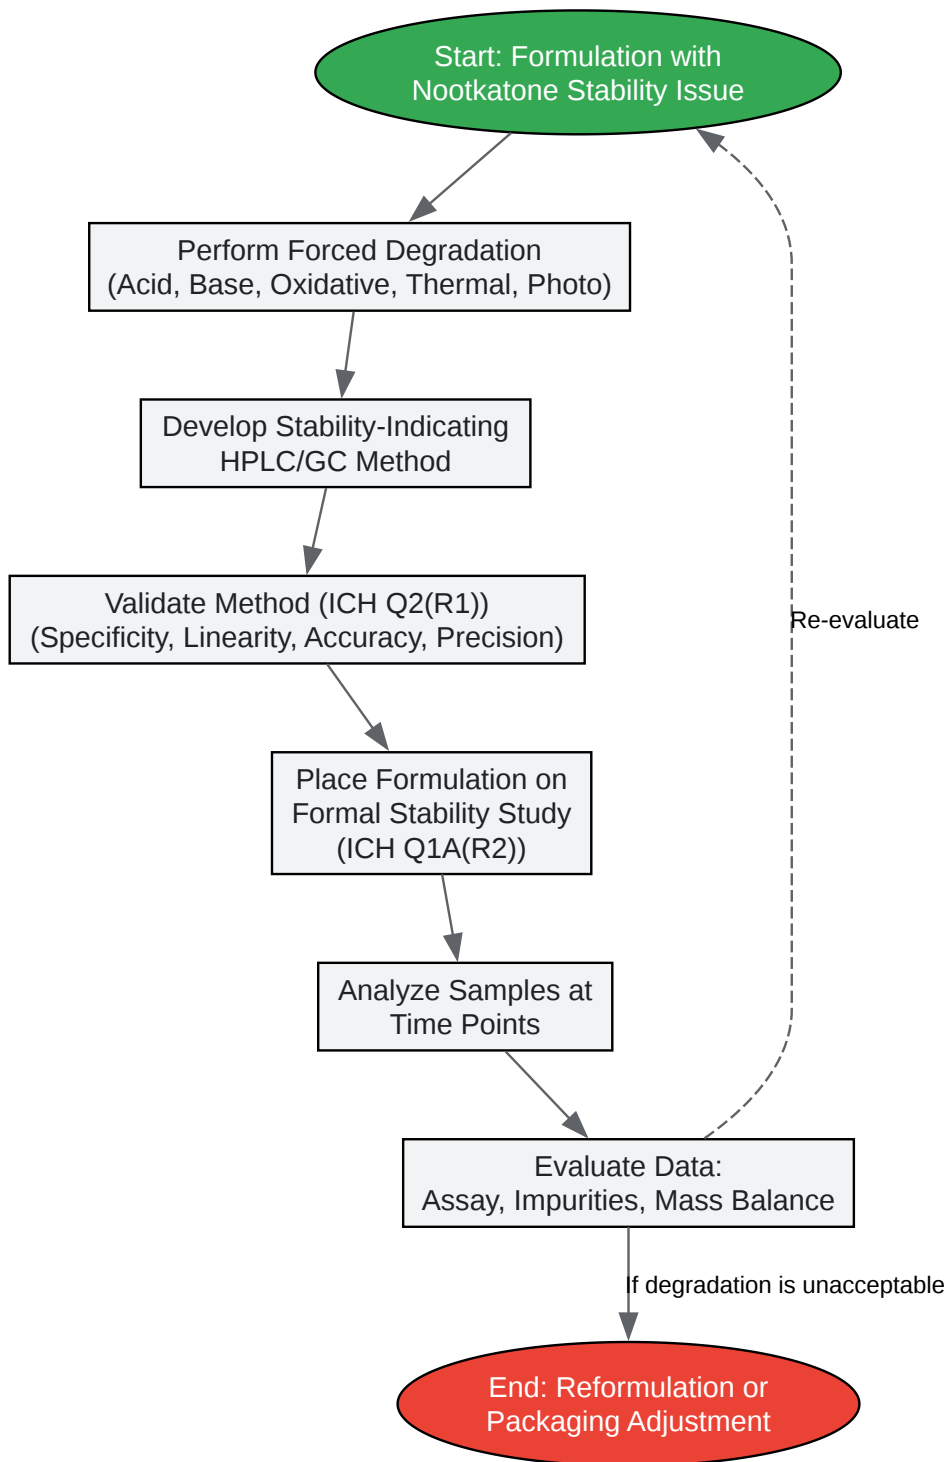 Start: Formulation with
Nootkatone Stability Issue
Perform Forced Degradation
(Acid, Base, Oxidative, Thermal, Photo)
Develop Stability-Indicating
HPLC/GC Method
Validate Method (ICH Q2(R1))
(Specificity, Linearity, Accuracy, Precision)
Re-evaluate
Place Formulation on
Formal Stability Study
(ICH Q1A(R2))
Analyze Samples at
Time Points
Evaluate Data:
Assay, Impurities, Mass Balance
If degradation is unacceptable
End: Reformulation or
Packaging Adjustment